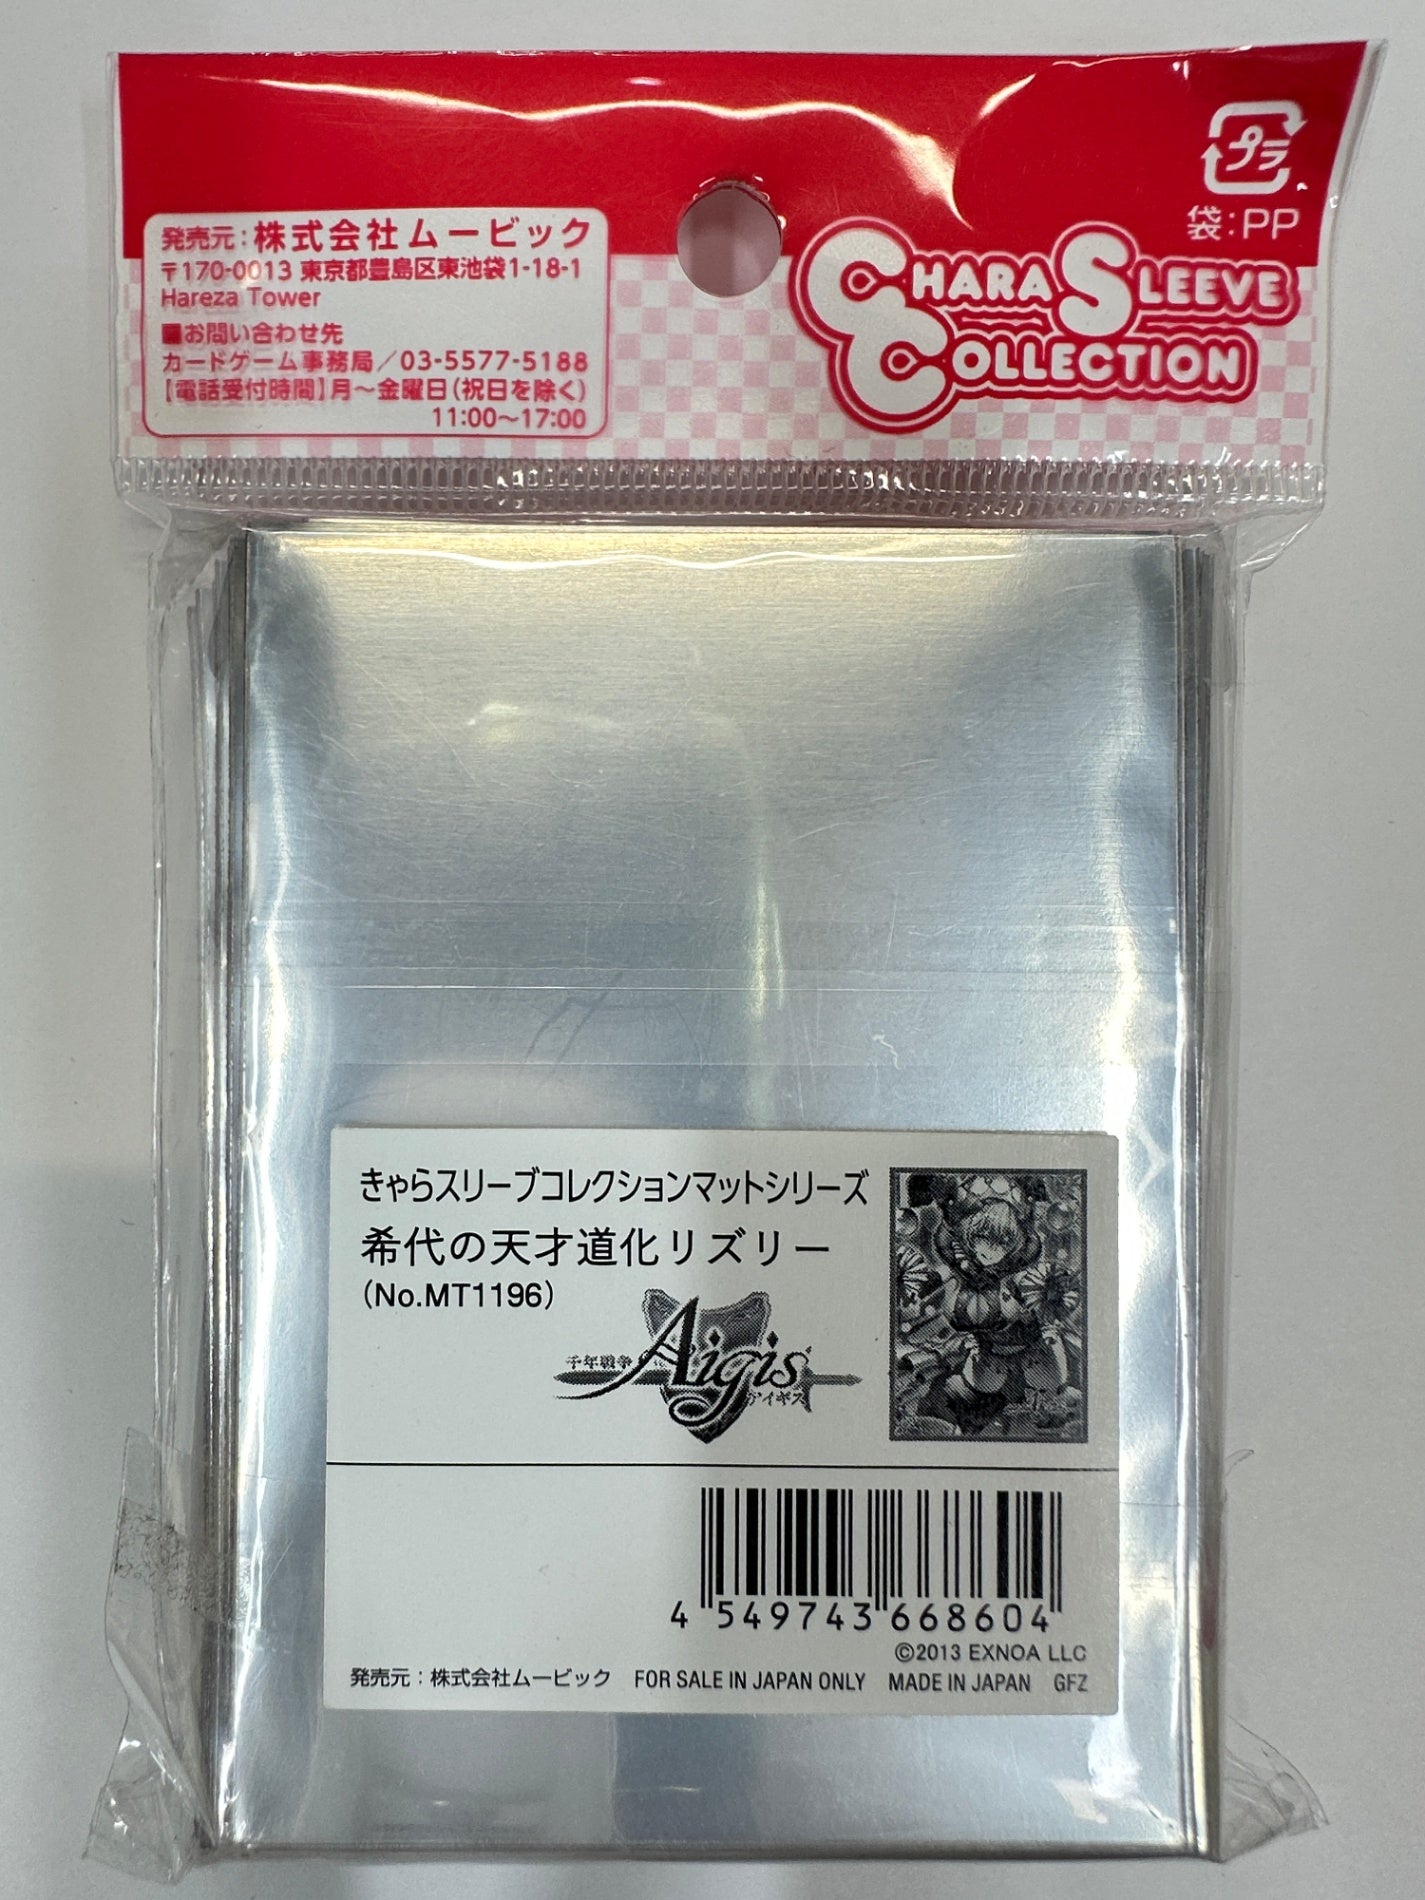 プラ
袋:PP
発売元:株式会社ムービック
〒170-0013 東京都豊島区東池袋1-18-1
Hareza Tower
■お問い合わせ先
カードゲーム事務局/03-5577-5188
【電話受付時間】月~金曜日(祝日を除く)
11:00~17:00
CHARA SLEEVE
COLLECTION
きゃらスリーブコレクションマットシリーズ
希代の天才道化リズリー
(No.MT1196)
千年戦争 Aigis
アイギス
4 549743 668604
©2013 EXNOA LLC
発売元:株式会社ムービック FOR SALE IN JAPAN ONLY MADE IN JAPAN GFZ